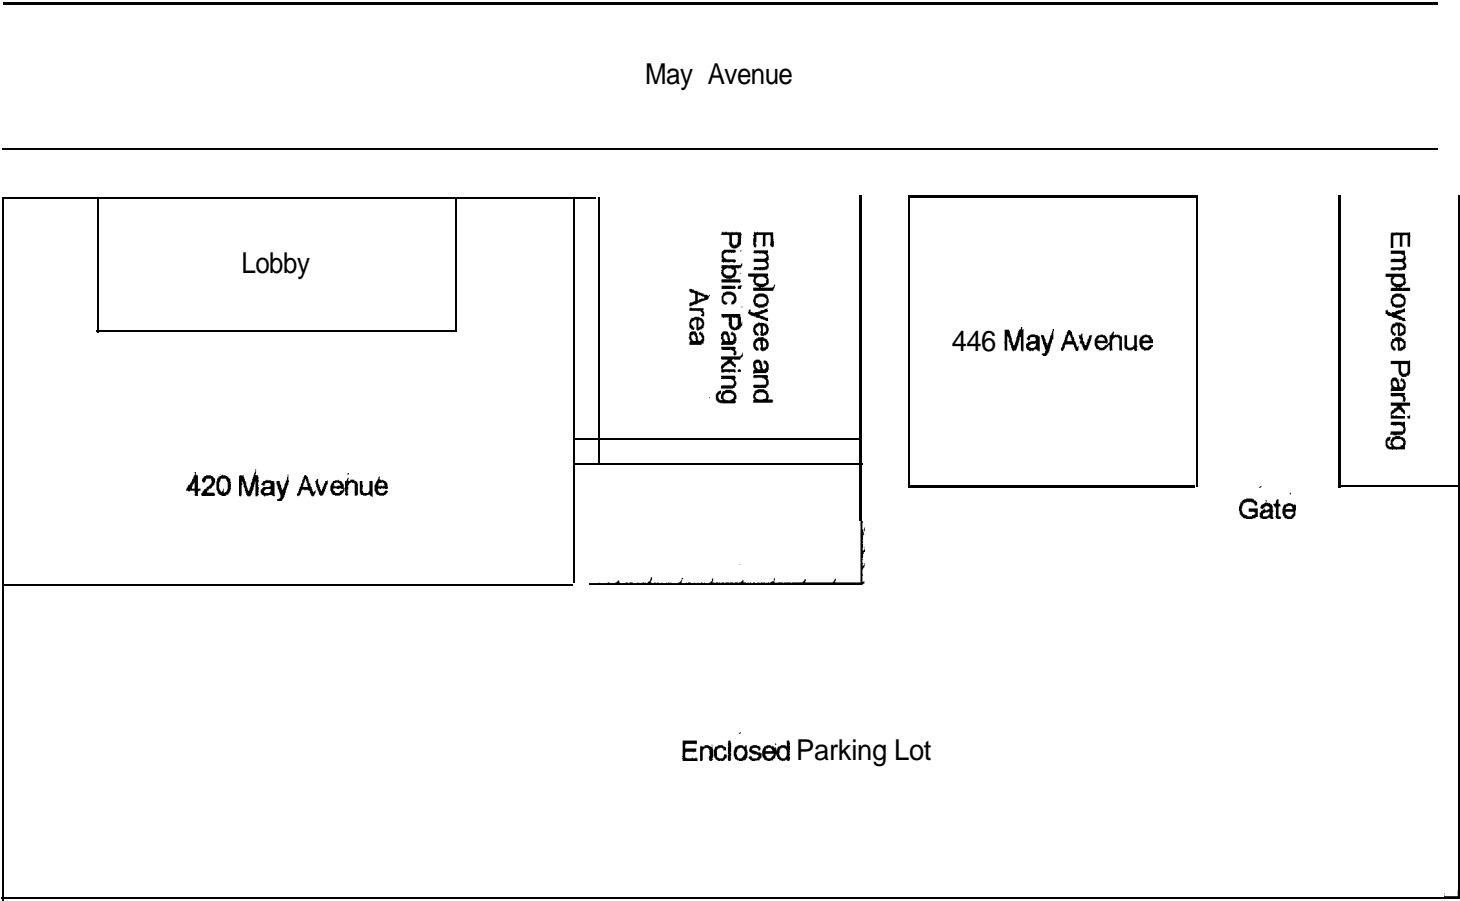 May Avenue
Lobby
Employee and
Public Parking
Area
446 May Avenue
Employee Parking
420 May Avenue
Gate
Enclosed Parking Lot